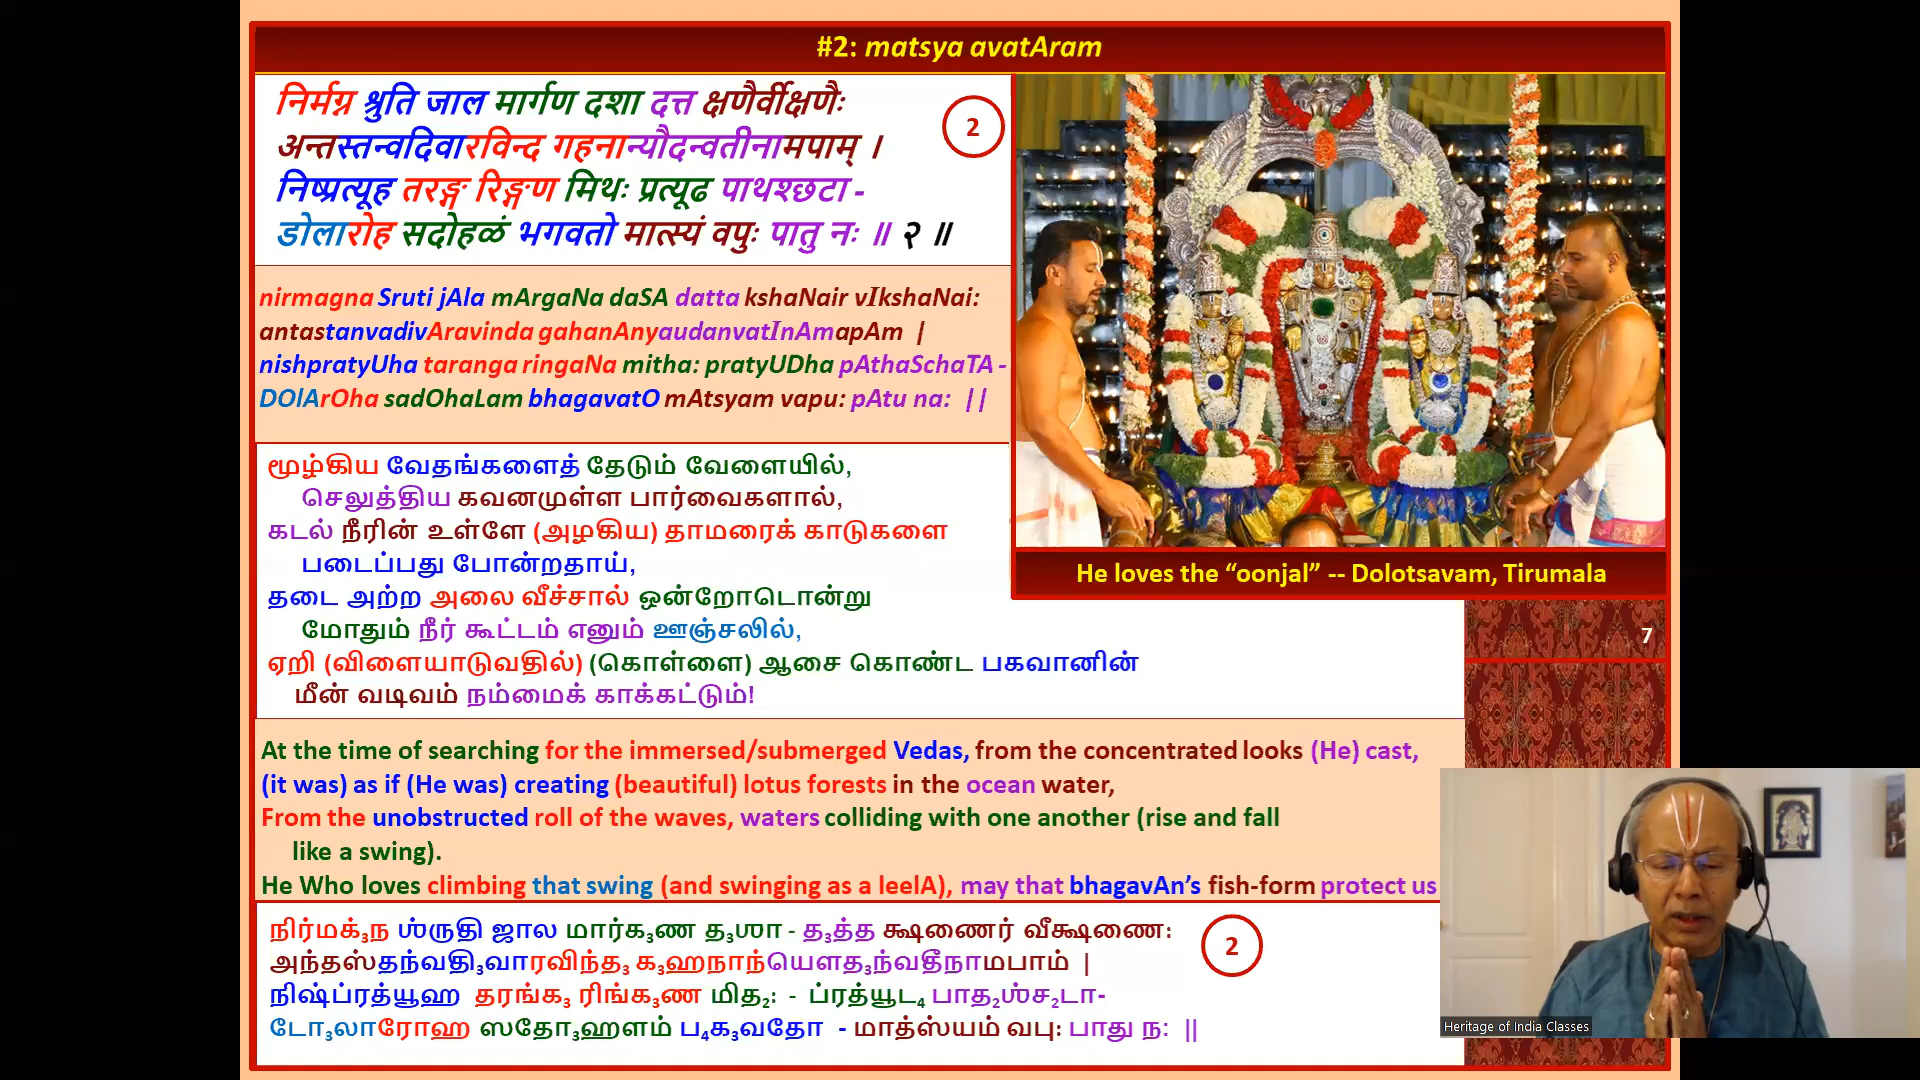 #2: matsya avatAram
निर्मग्न श्रुति जाल मार्गण दशा दत्त क्षणैर्वीक्षणैः
अन्तस्तन्वदिवारविन्द गहनान्यौदन्वतीनामपाम् ।
निष्प्रत्यूह तरङ्ग रिङ्गण मिथः प्रत्यूढ पाथश्छटा -
डोलारोह सदोहळं भगवतो मात्स्यं वपुः पातु नः ॥ २ ॥
2
nirmagna Sruti jAla mArgaNa daSA datta kshaNair vIkshaNai:
antastanvadivAravinda gahanAnyaudanvatInAmapAm |
nishpratyUha taranga ringaNa mitha: pratyUDha pAthaSchaTA -
DOlArOha sadOhaLam bhagavatO mAtsyam vapu: pAtu na: ||
He loves the “oonjal” -- Dolotsavam, Tirumala
7
மூழ்கிய வேதங்களைத் தேடும் வேளையில்,
செலுத்திய கவனமுள்ள பார்வைகளால்,
கடல் நீரின் உள்ளே (அழகிய) தாமரைக் காடுகளை
படைப்பது போன்றதாய்,
தடை அற்ற அலை வீச்சால் ஒன்றோடொன்று
மோதும் நீர் கூட்டம் எனும் ஊஞ்சலில்,
ஏறி (விளையாடுவதில்) (கொள்ளை) ஆசை கொண்ட பகவானின்
மீன் வடிவம் நம்மைக் காக்கட்டும்!
At the time of searching for the immersed/submerged Vedas, from the concentrated looks (He) cast,
(it was) as if (He was) creating (beautiful) lotus forests in the ocean water,
From the unobstructed roll of the waves, waters colliding with one another (rise and fall
like a swing).
He Who loves climbing that swing (and swinging as a leelA), may that bhagavAn’s fish-form protect us
நிர்மக்₃ந ஶ்ருதி ஜால மார்க₃ண த₃ஶா - த₃த்த க்ஷணைர் வீக்ஷணை:
அந்தஸ்தந்வதி₃வாரவிந்த₃ க₃ஹநாந்யௌத₃ந்வதீநாமபாம் |
நிஷ்ப்ரத்யூஹ தரங்க₃ ரிங்க₃ண மித₂: - ப்ரத்யூட₄ பாத₂ஶ்ச₂டா-
டோ₃லாரோஹ ஸதோ₃ஹளம் ப₄க₃வதோ - மாத்ஸ்யம் வபு: பாது ந: ||
2
Heritage of India Classes